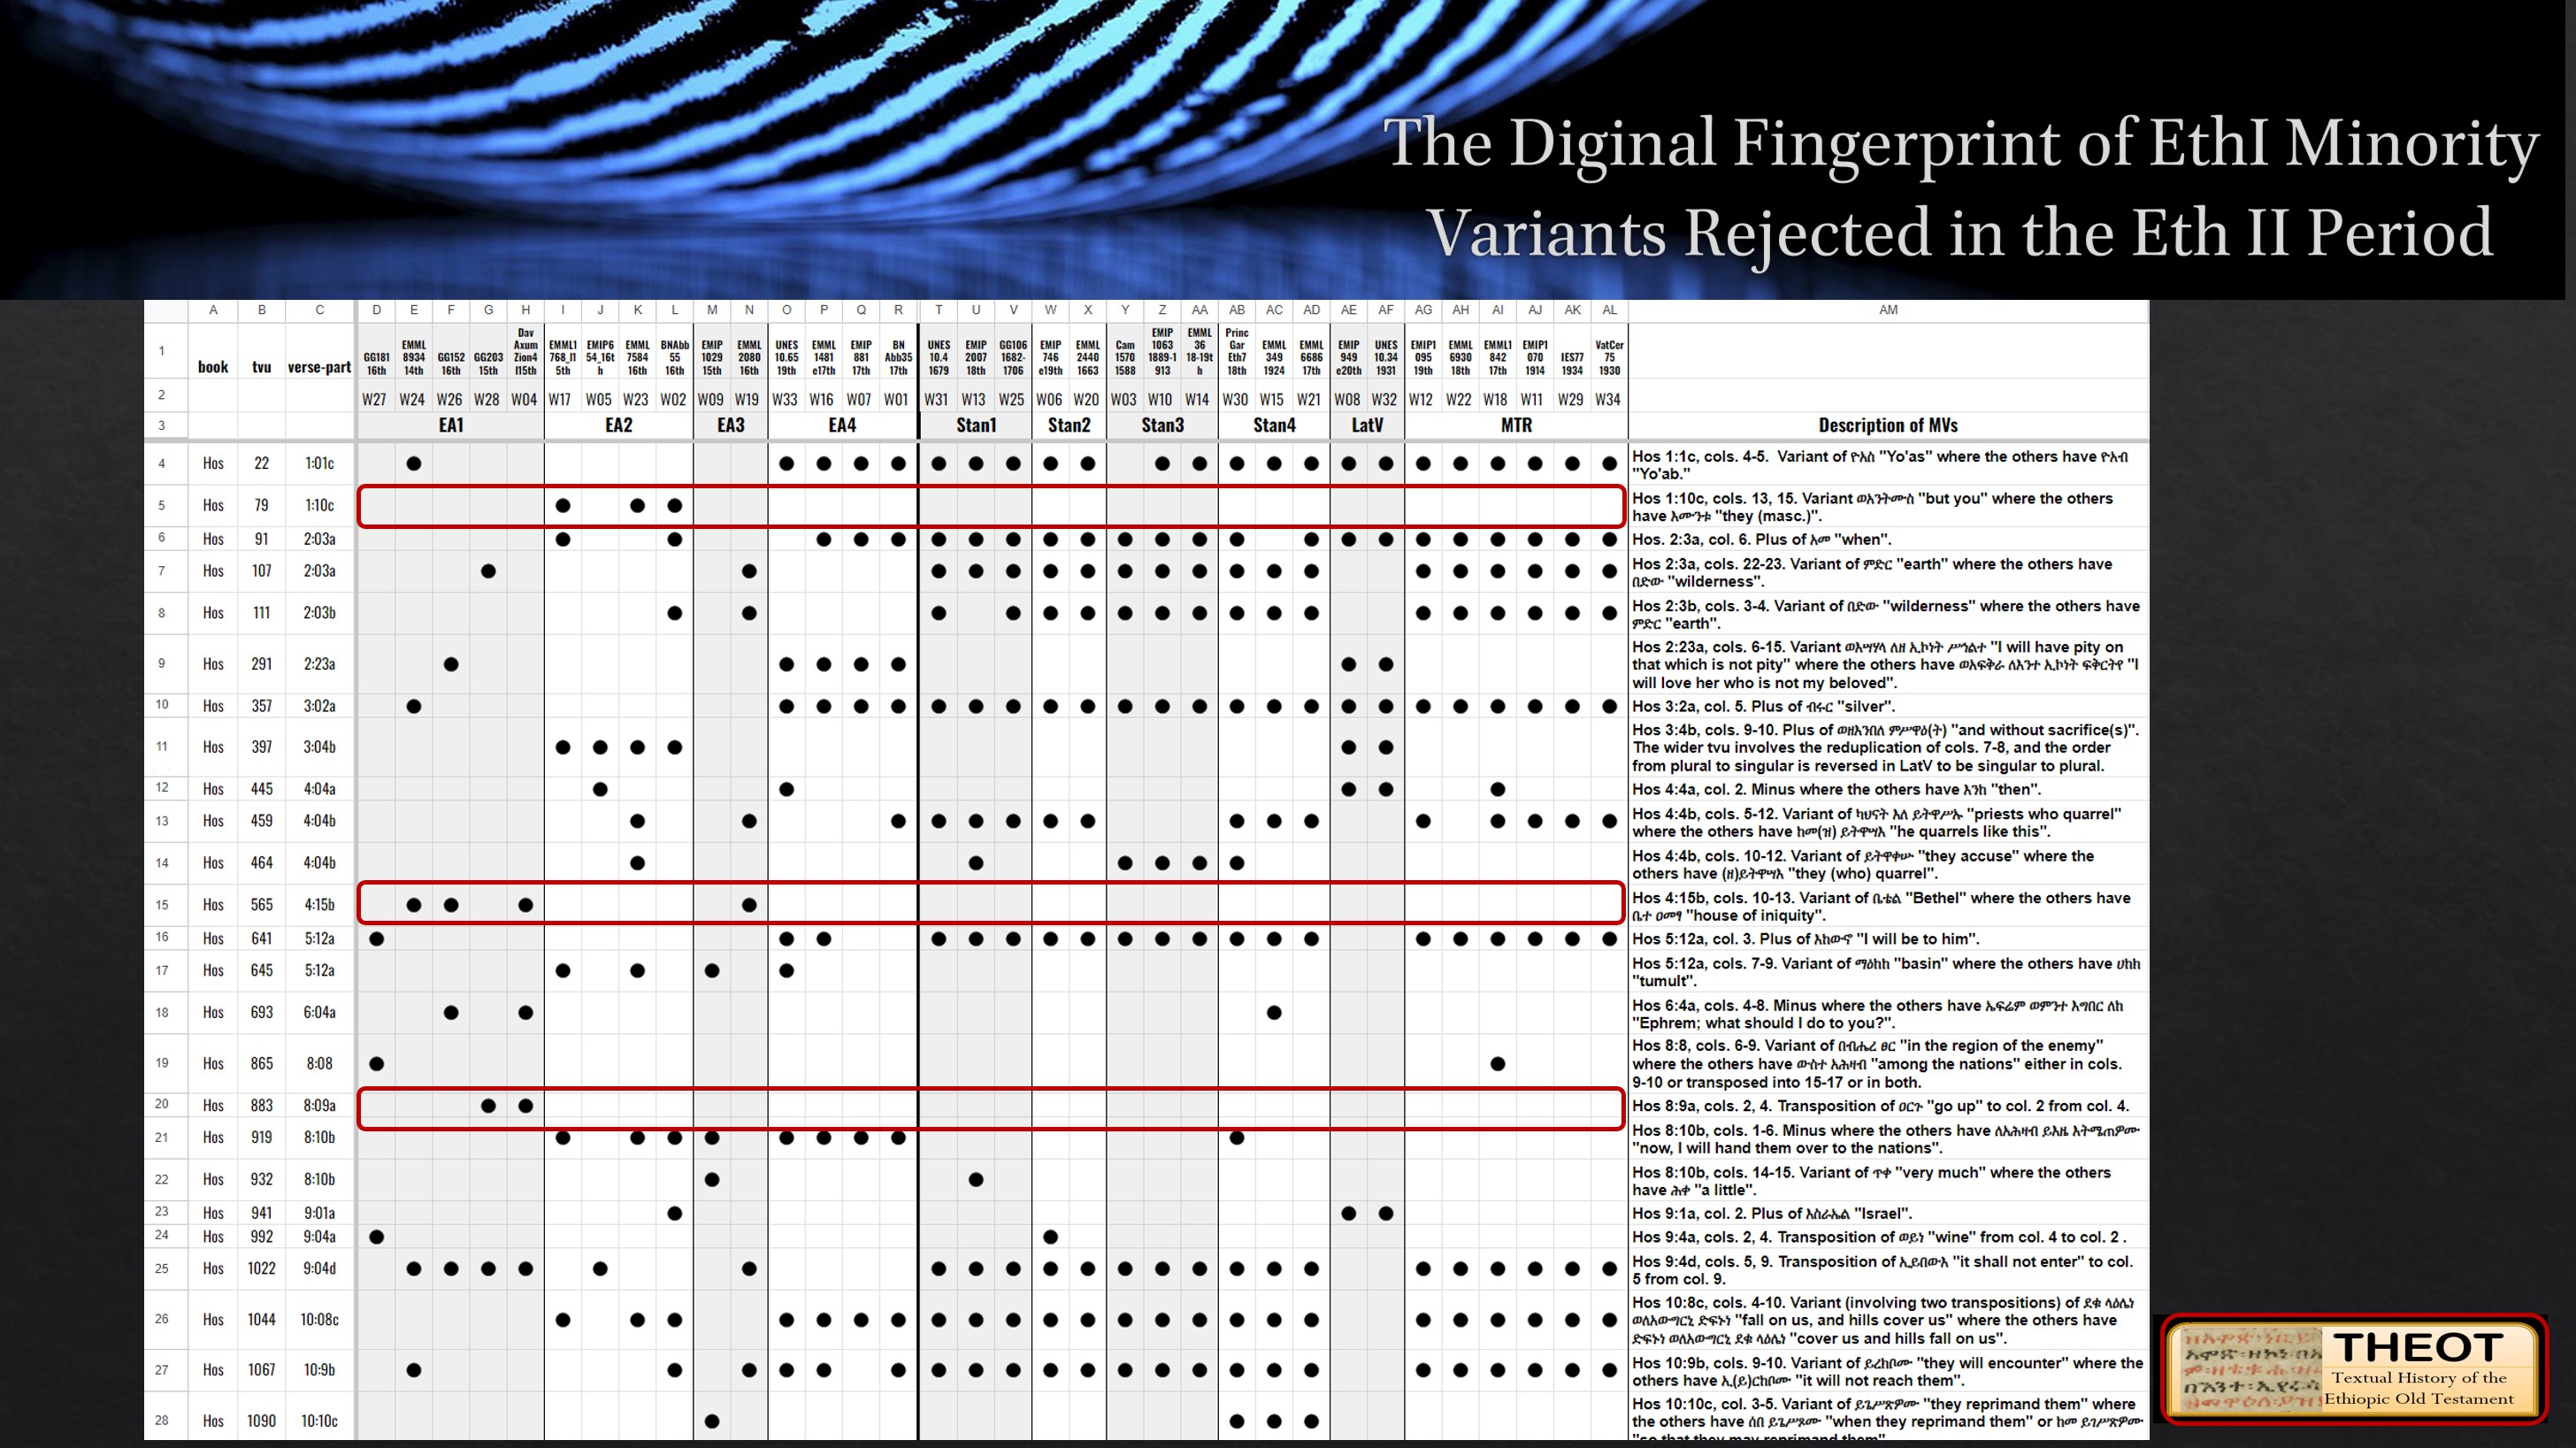 The Diginal Fingerprint of EthI Minority
Variants Rejected in the Eth II Period
A B C D E F G H I J K L M N O P Q R T U V W X Y Z AA AB AC AD AE AF AG AH AI AJ AK AL AM
1 book tvu verse-part GG181 16th EMML 8934 14th GG152 16th GG203 15th Dav Axum Zion4 l15th EMML1 768_l1 5th EMIP6 54_16t h EMML 7584 16th BNAbb 55 16th EMIP 1029 15th EMML 2080 16th UNES 10.65 19th EMML 1481 e17th EMIP 881 17th BN Abb35 17th UNES 10.4 1679 EMIP 2007 18th GG106 1682- 1706 EMIP 746 e19th EMML 2440 1663 Cam 1570 1588 EMIP 1063 1889-1 913 EMML 36 18-19t h Princ Gar Eth7 18th EMML 349 1924 EMML 6686 17th EMIP 949 e20th UNES 10.34 1931 EMIP1 095 19th EMML 6930 18th EMML1 842 17th EMIP1 070 1914 IES77 1934 VatCer 75 1930
2 W27 W24 W26 W28 W04 W17 W05 W23 W02 W09 W19 W33 W16 W07 W01 W31 W13 W25 W06 W20 W03 W10 W14 W30 W15 W21 W08 W32 W12 W22 W18 W11 W29 W34
3 EA1 EA2 EA3 EA4 Stan1 Stan2 Stan3 Stan4 LatV MTR Description of MVs
4 Hos 22 1:01c Hos 1:1c, cols. 4-5. Variant of ዮአስ "Yo'as" where the others have ዮአብ
"Yo'ab."
5 Hos 79 1:10c Hos 1:10c, cols. 13, 15. Variant ወአንትሙሰ "but you" where the others
have እሙንቱ "they (masc.)".
6 Hos 91 2:03a Hos. 2:3a, col. 6. Plus of አመ "when".
7 Hos 107 2:03a Hos 2:3a, cols. 22-23. Variant of ምድር "earth" where the others have
በድው "wilderness".
8 Hos 111 2:03b Hos 2:3b, cols. 3-4. Variant of በድው "wilderness" where the others have
ምድር "earth".
9 Hos 291 2:23a Hos 2:23a, cols. 6-15. Variant ወእሣሃላ ለዘ ኢኮነት ሥኅልተ "I will have pity on
that which is not pity" where the others have ወአፍቅራ ለእንተ ኢኮነት ፍቅርትየ "I
will love her who is not my beloved".
10 Hos 357 3:02a Hos 3:2a, col. 5. Plus of ብሩር "silver".
11 Hos 397 3:04b Hos 3:4b, cols. 9-10. Plus of ወዘእንበለ ምሥዋዕ(ት) "and without sacrifice(s)".
The wider tvu involves the reduplication of cols. 7-8, and the order
from plural to singular is reversed in LatV to be singular to plural.
12 Hos 445 4:04a Hos 4:4a, col. 2. Minus where the others have እንከ "then".
13 Hos 459 4:04b Hos 4:4b, cols. 5-12. Variant of ካህናት እለ ይትዋሥኡ "priests who quarrel"
where the others have ከመ(ዝ) ይትዋሣእ "he quarrels like this".
14 Hos 464 4:04b Hos 4:4b, cols. 10-12. Variant of ይትዋቀሡ "they accuse" where the
others have (ዘ)ይትዋሣእ "they (who) quarrel".
15 Hos 565 4:15b Hos 4:15b, cols. 10-13. Variant of ቤቴል "Bethel" where the others have
ቤተ ዐመፃ "house of iniquity".
16 Hos 641 5:12a Hos 5:12a, col. 3. Plus of እከውኖ "I will be to him".
17 Hos 645 5:12a Hos 5:12a, cols. 7-9. Variant of ማዕከክ "basin" where the others have ሀከክ
"tumult".
18 Hos 693 6:04a Hos 6:4a, cols. 4-8. Minus where the others have ኤፍሬም ወምንተ እግበር ለከ
"Ephrem; what should I do to you?".
19 Hos 865 8:08 Hos 8:8, cols. 6-9. Variant of በብሔረ ፀር "in the region of the enemy"
where the others have ውስተ አሕዛብ "among the nations" either in cols.
9-10 or transposed into 15-17 or in both.
20 Hos 883 8:09a Hos 8:9a, cols. 2, 4. Transposition of ዐርጉ "go up" to col. 2 from col. 4.
21 Hos 919 8:10b Hos 8:10b, cols. 1-6. Minus where the others have ለአሕዛብ ይእዜ እትሜጠዎሙ
"now, I will hand them over to the nations".
22 Hos 932 8:10b Hos 8:10b, cols. 14-15. Variant of ጥቀ "very much" where the others
have ሕቀ "a little".
23 Hos 941 9:01a Hos 9:1a, col. 2. Plus of እስራኤል "Israel".
24 Hos 992 9:04a Hos 9:4a, cols. 2, 4. Transposition of ወይነ "wine" from col. 4 to col. 2 .
25 Hos 1022 9:04d Hos 9:4d, cols. 5, 9. Transposition of ኢይበውእ "it shall not enter" to col.
5 from col. 9.
26 Hos 1044 10:08c Hos 10:8c, cols. 4-10. Variant (involving two transpositions) of ደቁ ላዕሌነ
ወለአውግርኒ ድፍኑነ "fall on us, and hills cover us" where the others have
ድፍኑነ ወለአውግርኒ ደቁ ላዕሌነ "cover us and hills fall on us".
27 Hos 1067 10:9b Hos 10:9b, cols. 9-10. Variant of ይረክቦሙ "they will encounter" where the
others have ኢ(ይ)ርከቦሙ "it will not reach them".
28 Hos 1090 10:10c Hos 10:10c, col. 3-5. Variant of ይጌሥጽዎሙ "they reprimand them" where
the others have ሰበ ይጌሥጾሙ "when they reprimand them" or ከመ ይገሥጽዎሙ
"so that they may reprimand them"
THEOT
Textual History of the
Ethiopic Old Testament